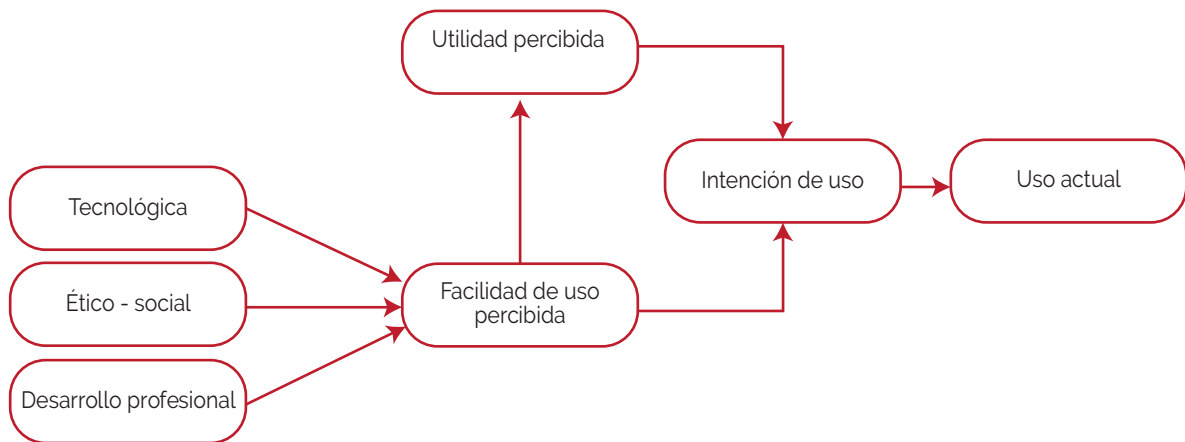 Utilidad percibida
Intención de uso
Uso actual
Tecnológica
Ético - social
Facilidad de uso
percibida
Desarrollo profesional